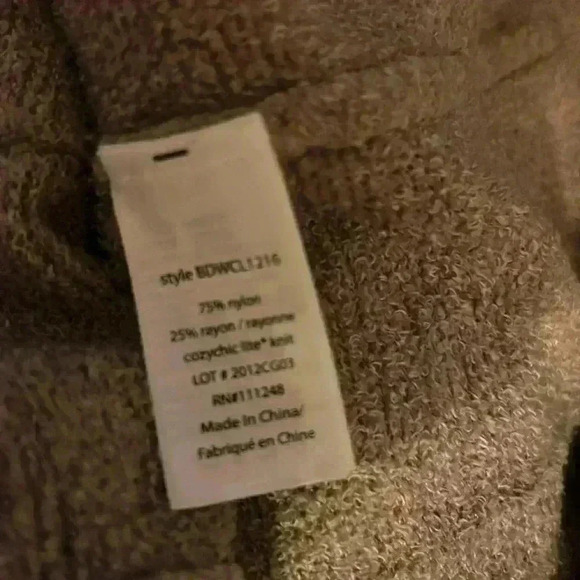 style BDWCL1216
75% nylon
25% rayon / rayonne
cozychic lite* knit
LOT # 2012CG03
RN#111248
Made In China/
Fabriqué en Chine